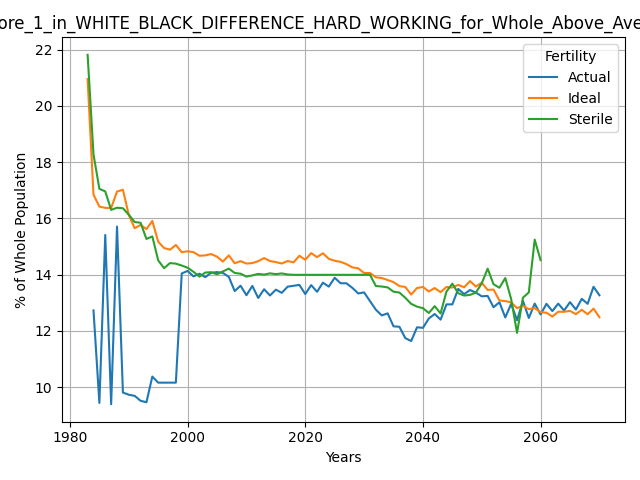 ore_1_in_WHITE_BLACK_DIFFERENCE_HARD_WORKING_for_Whole_Above_Ave
Fertility
Actual
Ideal
Sterile
% of Whole Population
22
20
18
16
14
12
10
1980
2000
2020
2040
2060
Years